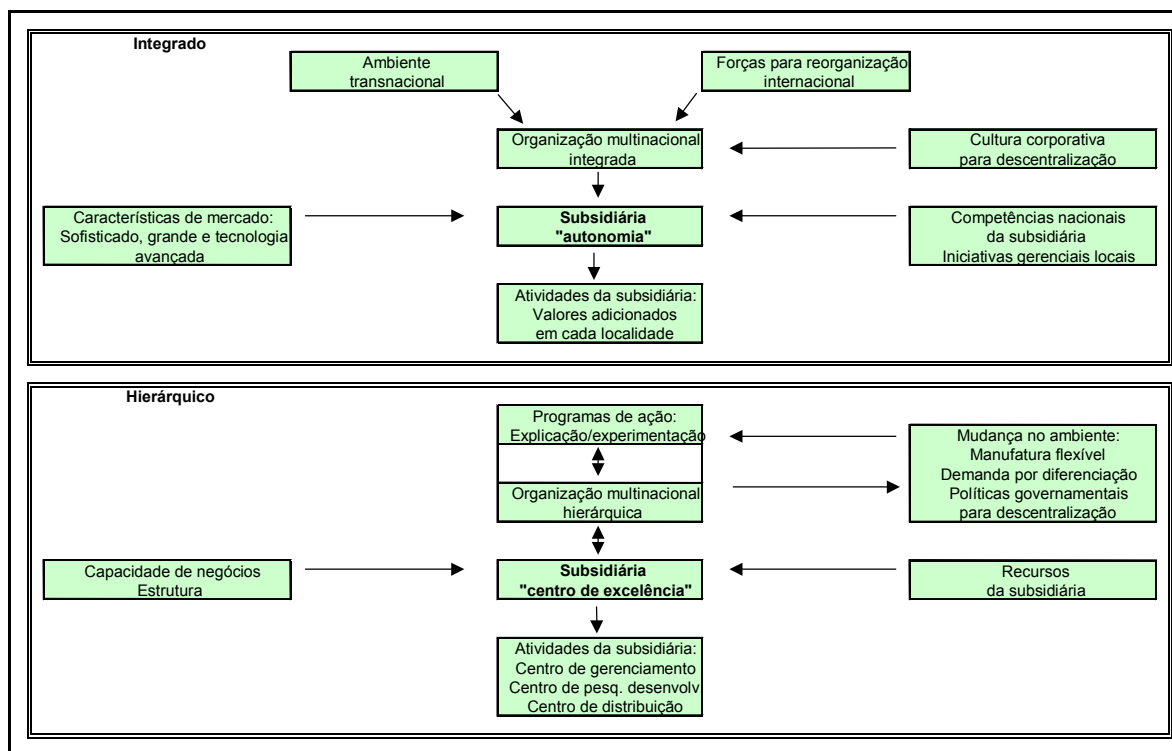 Integrado
Ambiente
transnacional
Forças para reorganização
internacional
Organização multinacional
integrada
Cultura corporativa
para descentralização
Características de mercado:
Sofisticado, grande e tecnologia
avançada
Subsidiária
"autonomia"
Competências nacionais
da subsidiária
Iniciativas gerenciais locais
Atividades da subsidiária:
Valores adicionados
em cada localidade
Hierárquico
Programas de ação:
Explicação/experimentação
Mudança no ambiente:
Manufatura flexível
Demanda por diferenciação
Políticas governamentais
para descentralização
Organização multinacional
hierárquica
Capacidade de negócios
Estrutura
Subsidiária
"centro de excelência"
Recursos
da subsidiária
Atividades da subsidiária:
Centro de gerenciamento
Centro de pesq. desenvolv
Centro de distribuição